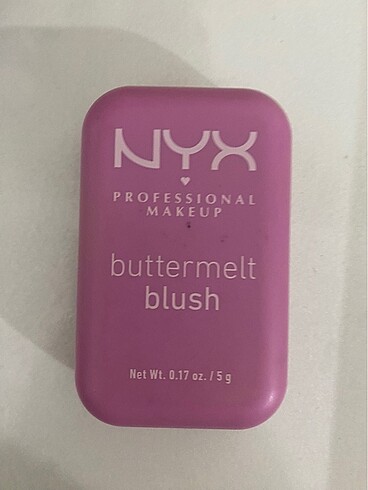 NYX
PROFESSIONAL
MAKEUP
buttermelt
blush
Net Wt. 0.17 oz. / 5 g